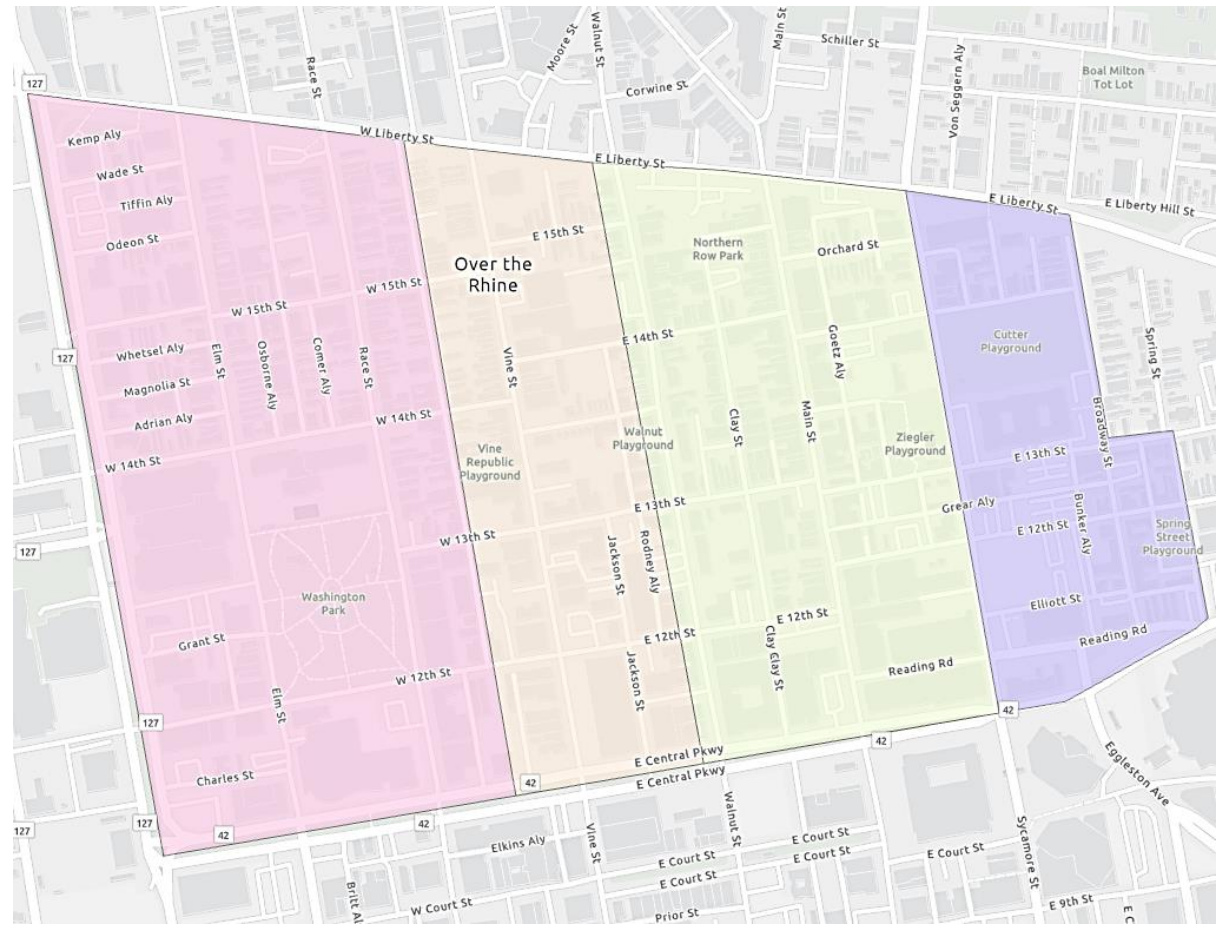 Main St
Walnut St
Moore St
Schiller St
Von Seggern Aly
Race St
Boal Milton
Tot Lot
127
Corwine St
Kemp Aly
W Liberty St
E Liberty St
Wade St
Tiffin Aly
E Liberty St
E Liberty Hill St
Odeon St
E 15th St
Northern
Row Park
Orchard St
Over the
Rhine
W 15th St
W 15th St
E 14th St
Cutter
Playground
Spring St
127
Whetsel Aly
Elm St
Osborne Aly
Comer Aly
Race St
Vine St
Goetz Aly
Magnolia St
Adrian Aly
W 14th St
Clay St
Main St
Broadway St
W 14th St
Vine
Republic
Playground
Walnut
Playground
Ziegler
Playground
E 13th St
E 13th St
Grear Aly
Bunker Aly
E 12th St
Spring
Street
Playground
127
W 13th St
Jackson St
Rodney Aly
Washington
Park
Elliott St
Grant St
E 12th St
E 12th St
Reading Rd
Clay Clay St
W 12th St
Jackson St
Reading Rd
Elm St
127
42
42
E Central Pkwy
E Central Pkwy
Charles St
42
Eggleston Ave
127
127
42
42
Vine St
Walnut St
Sycamore St
Elkins Aly
E Court St
E Court St
E Court St
E Court St
Britt Al
W Court St
Prior St
E 9th St
E C